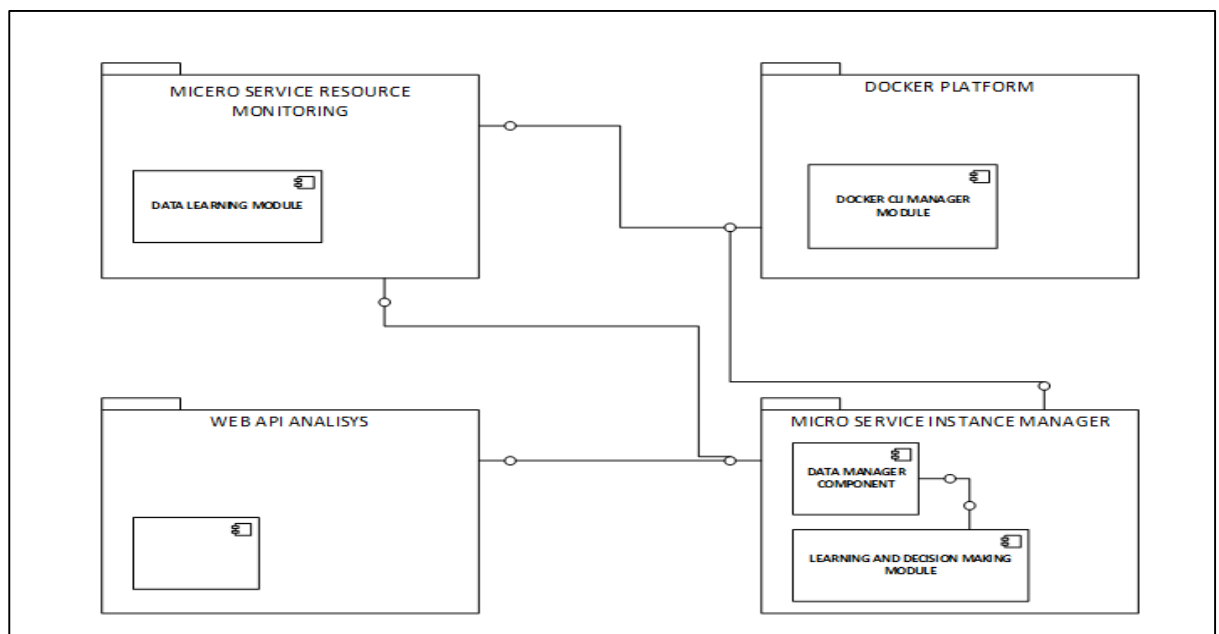 MICERO SERVICE RESOURCE
MONITORING
DATA LEARNING MODULE
DOCKER PLATFORM
DOCKER CLI MANAGER
MODULE
WEB API ANALISYS
MICRO SERVICE INSTANCE MANAGER
DATA MANAGER
COMPONENT
LEARNING AND DECISION MAKING
MODULE